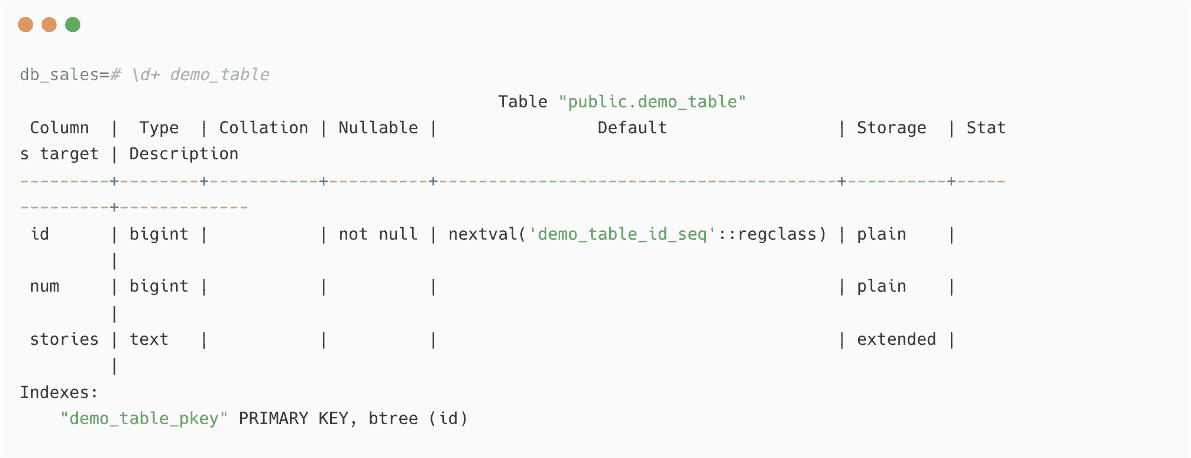 db_sales=# \d+ demo_table
                                                Table "public.demo_table"
 Column  |  Type  | Collation | Nullable |                Default                 | Storage  | Stat
s target | Description
---------+--------+-----------+----------+----------------------------------------+----------+-----
---------+-------------
 id      | bigint |           | not null | nextval('demo_table_id_seq'::regclass) | plain    |
         |
 num     | bigint |           |          |                                        | plain    |
         |
 stories | text   |           |          |                                        | extended |
         |
Indexes:
    "demo_table_pkey" PRIMARY KEY, btree (id)